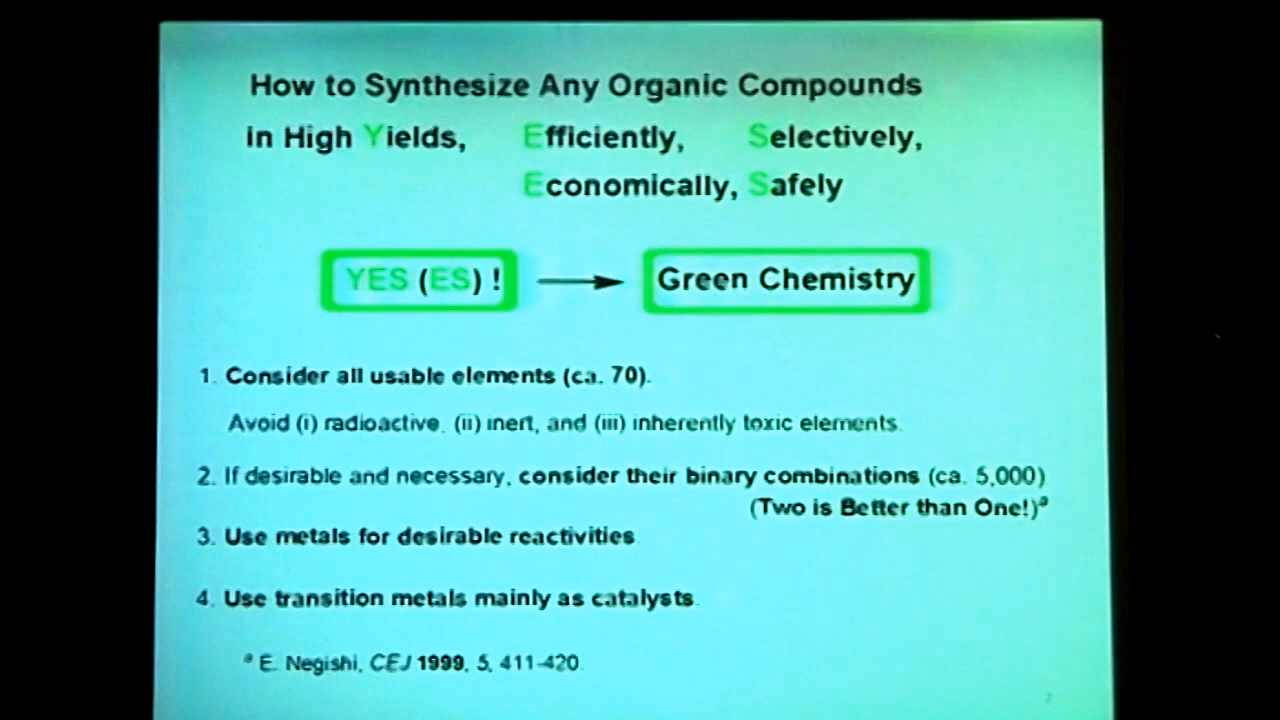 How to Synthesize Any Organic Compounds
in High Yields, Efficiently, Selectively,
Economically, Safely
YES (ES) ! Green Chemistry
1. Consider all usable elements (ca. 70).
Avoid (i) radioactive, (ii) inert, and (iii) inherently toxic elements.
2. If desirable and necessary, consider their binary combinations (ca. 5,000)
(Two is Better than One!)a
3. Use metals for desirable reactivities
4. Use transition metals mainly as catalysts.
a E. Negishi, CEJ 1999, 5, 411-420.
2